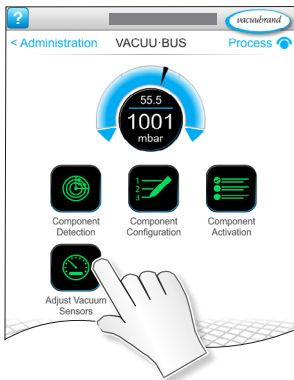 ?
vacuubrand
< Administration VACUU·BUS Process
55.5
1001
mbar
1
2
3
Component
Detection
Component
Configuration
Component
Activation
Adjust Vacuum
Sensors